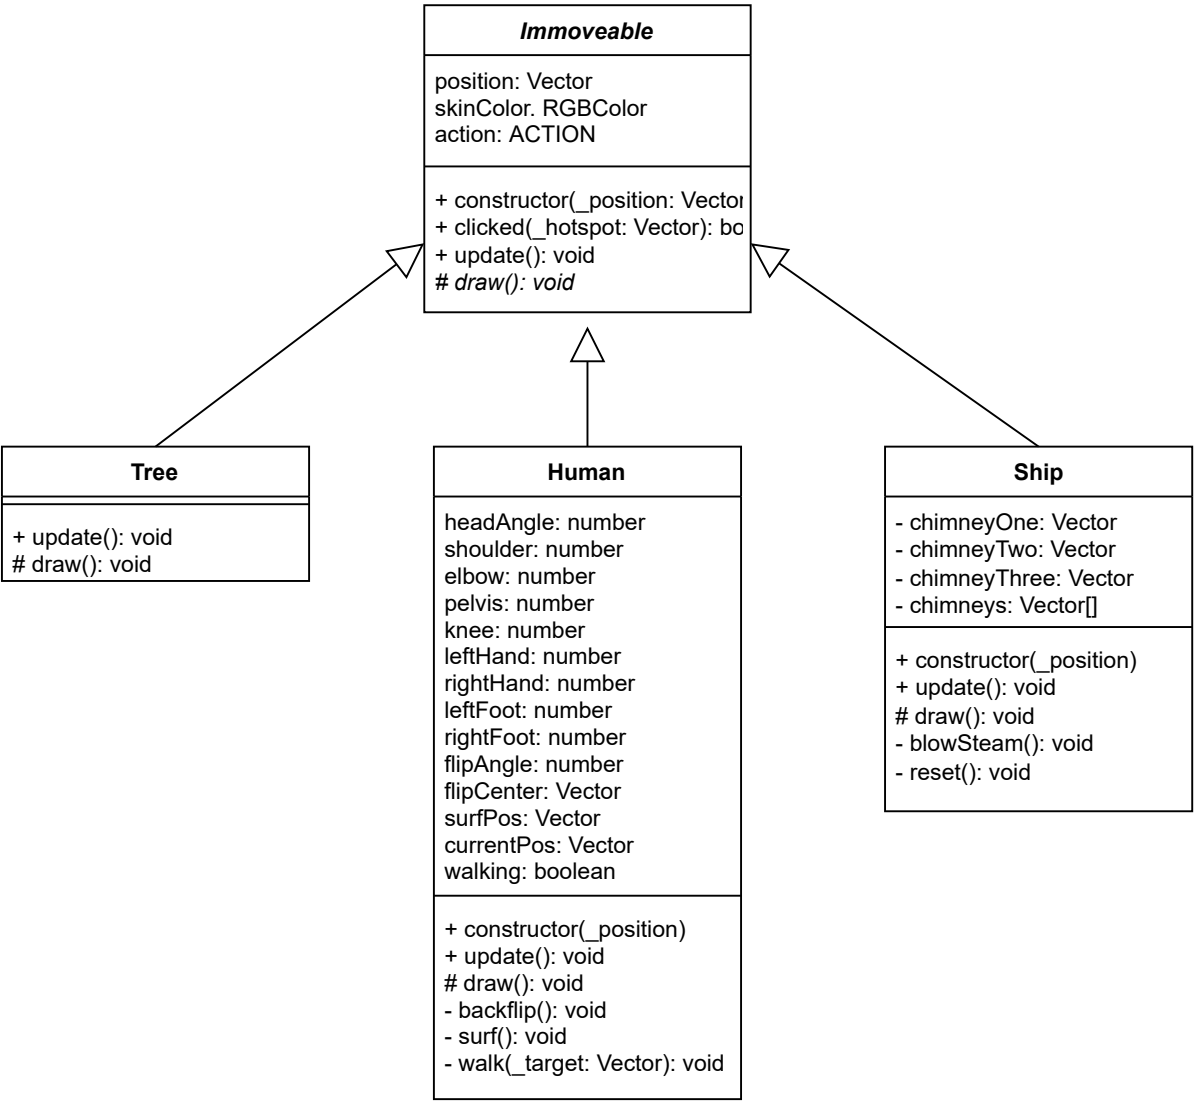 Immoveable
position: Vector
skinColor. RGBColor
action: ACTION
+ constructor(_position: Vector
+ clicked(_hotspot: Vector): bo
+ update(): void
# draw(): void
Tree
+ update(): void
# draw(): void
Human
headAngle: number
shoulder: number
elbow: number
pelvis: number
knee: number
leftHand: number
rightHand: number
leftFoot: number
rightFoot: number
flipAngle: number
flipCenter: Vector
surfPos: Vector
currentPos: Vector
walking: boolean
+ constructor(_position)
+ update(): void
# draw(): void
- backflip(): void
- surf(): void
- walk(_target: Vector): void
Ship
- chimneyOne: Vector
- chimneyTwo: Vector
- chimneyThree: Vector
- chimneys: Vector[]
+ constructor(_position)
+ update(): void
# draw(): void
- blowSteam(): void
- reset(): void